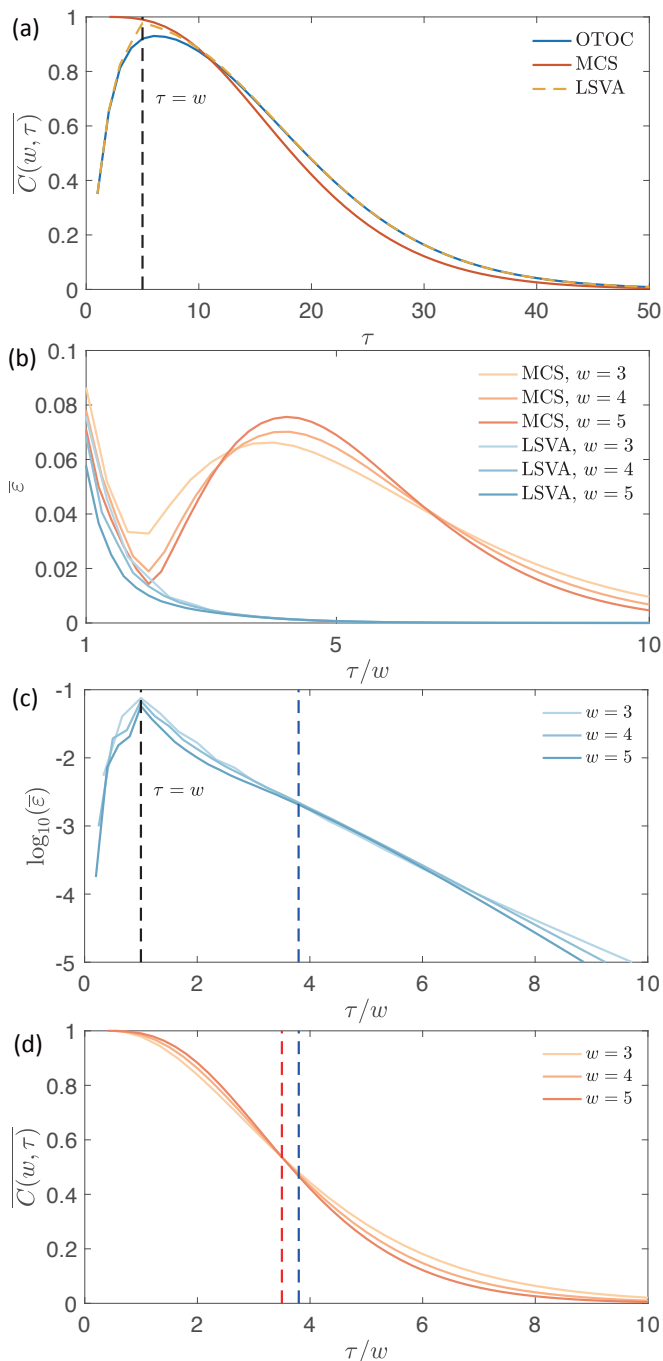 (a)
1
0.8
0.6
0.4
0.2
0
C(w, τ)
τ = w
OTOC
MCS
LSVA
0 10 20 30 40 50
τ
(b)
0.1
0.08
0.06
0.04
0.02
0
ε
MCS, w = 3
MCS, w = 4
MCS, w = 5
LSVA, w = 3
LSVA, w = 4
LSVA, w = 5
1 5 10
τ/w
(c)
-1
-2
-3
-4
-5
log₁₀(ε)
τ = w
w = 3
w = 4
w = 5
0 2 4 6 8 10
τ/w
(d)
1
0.8
0.6
0.4
0.2
0
C(w, τ)
w = 3
w = 4
w = 5
0 2 4 6 8 10
τ/w